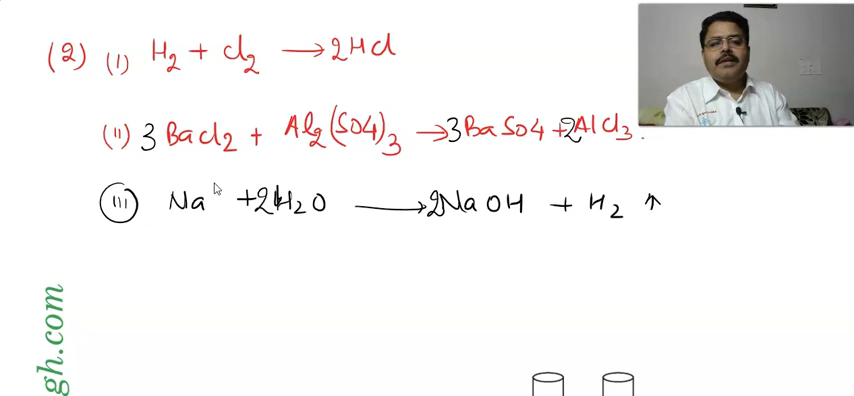 (2) (I) H2 + Cl2 → 2HCl
(II) 3 BaCl2 + Al2(SO4)3 → 3BaSO4 + 2AlCl3.
(III) Na + 2H2O → 2NaOH + H2 ↑
gh.com